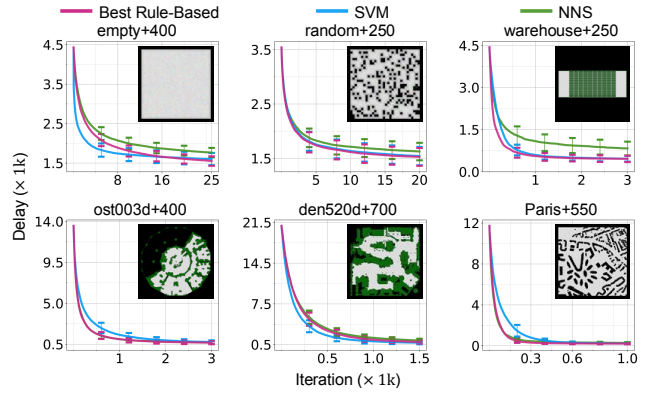 Best Rule-Based SVM NNS
empty+400 random+250 warehouse+250
4.5 3.5 2.5 1.5
8 16 25
3.5 2.5 1.5
5 10 15 20
4.5 3.0 1.5 0.0
1 2 3
Delay (× 1k)
ost003d+400 den520d+700 Paris+550
14.0 9.5 5.0 0.5
1 2 3
21.5 14.5 7.5 0.5
0.5 1.0 1.5
12 8 4 0
0.3 0.6 1.0
Iteration (× 1k)